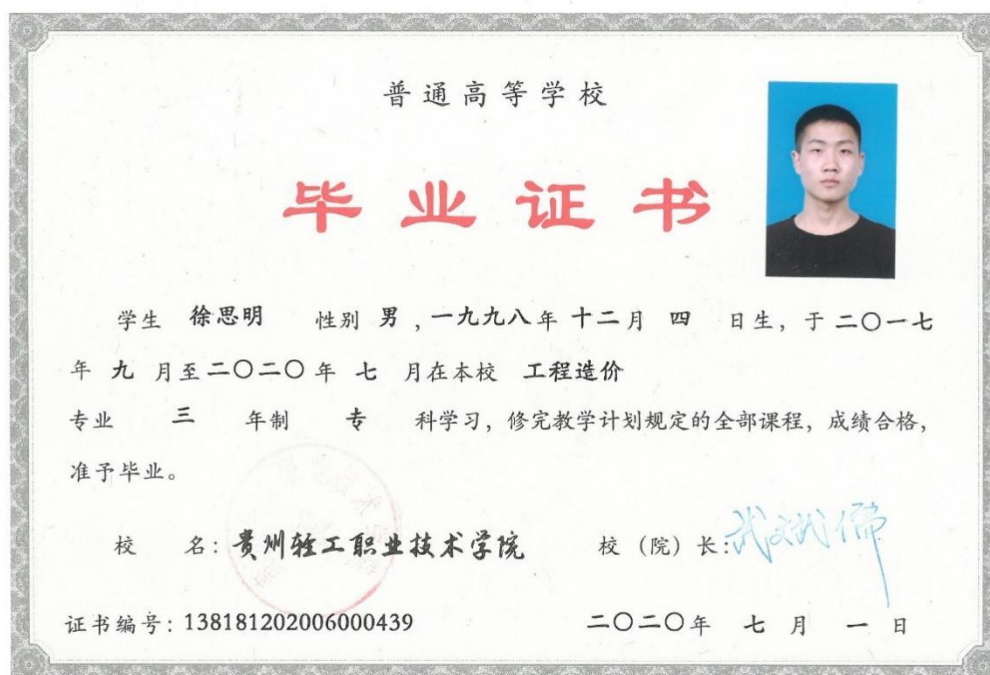 普通高等学校
毕业证书
学生 徐思明 性别 男 ,一九九八年 十二月 四 日生, 于二〇一七
年 九 月至二〇二〇年 七 月在本校 工程造价
专业 三 年制 专 科学习, 修完教学计划规定的全部课程, 成绩合格,
准予毕业。
校 名: 贵州轻工职业技术学院 校（院）长:
证书编号: 138181202006000439 二〇二〇年 七 月 一 日